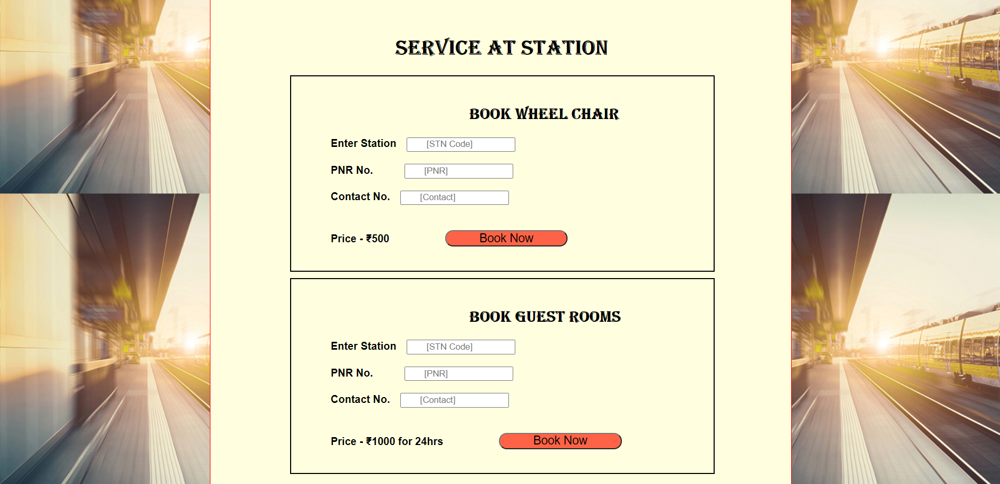 SERVICE AT STATION
BOOK WHEEL CHAIR
Enter Station [STN Code]
PNR No. [PNR]
Contact No. [Contact]
Price - ₹500 Book Now
BOOK GUEST ROOMS
Enter Station [STN Code]
PNR No. [PNR]
Contact No. [Contact]
Price - ₹1000 for 24hrs Book Now